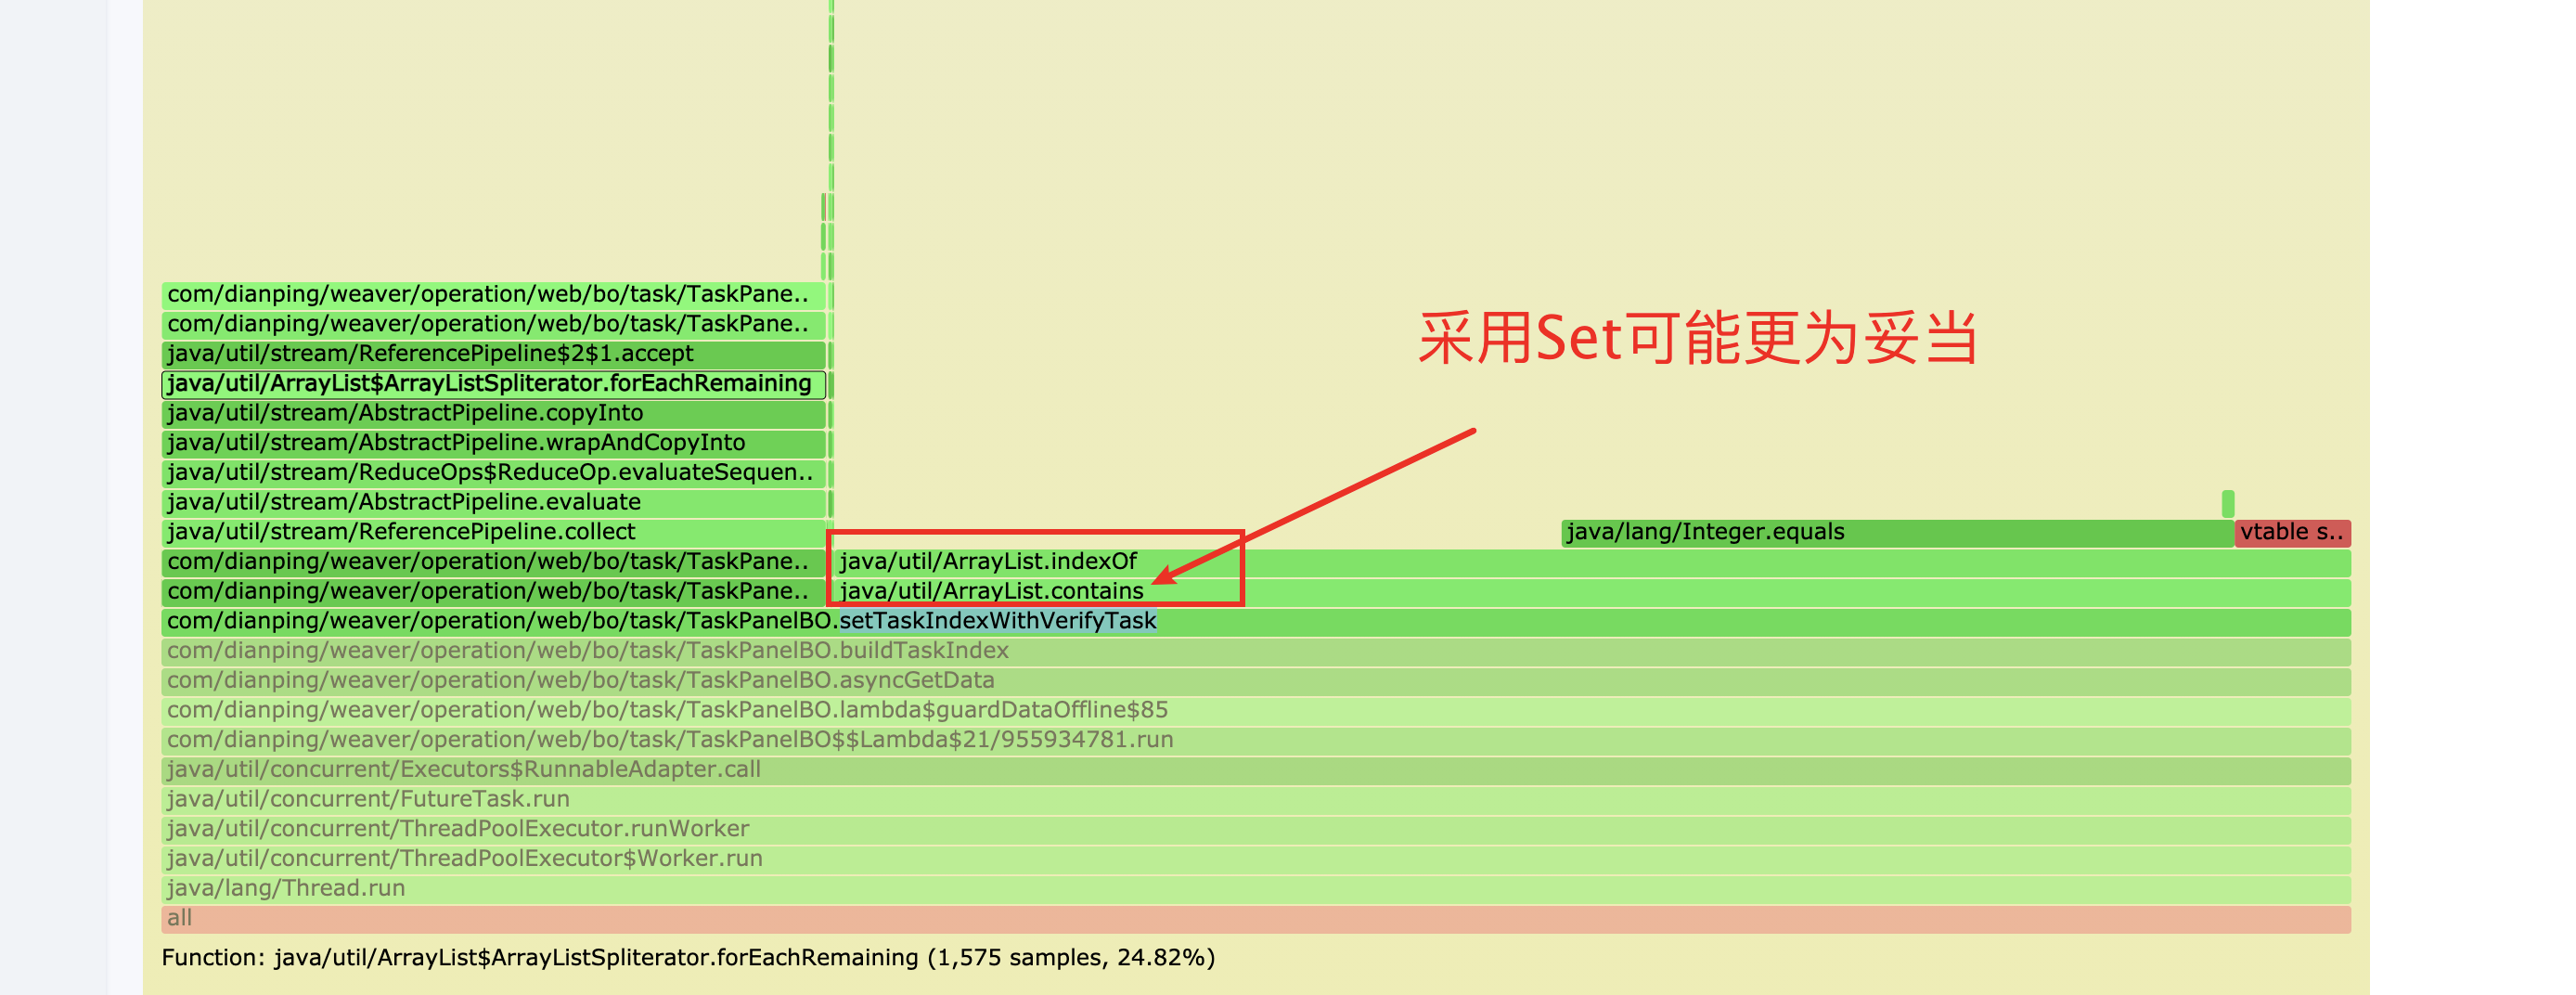 com/dianping/weaver/operation/web/bo/task/TaskPane..
com/dianping/weaver/operation/web/bo/task/TaskPane..
采用Set可能更为妥当
java/util/stream/ReferencePipeline$2$1.accept
java/util/ArrayList$ArrayListSpliterator.forEachRemaining
java/util/stream/AbstractPipeline.copyInto
java/util/stream/AbstractPipeline.wrapAndCopyInto
java/util/stream/ReduceOps$ReduceOp.evaluateSequen..
java/util/stream/AbstractPipeline.evaluate
java/util/stream/ReferencePipeline.collect
java/lang/Integer.equals
vtable s..
com/dianping/weaver/operation/web/bo/task/TaskPane..
java/util/ArrayList.indexOf
com/dianping/weaver/operation/web/bo/task/TaskPane..
java/util/ArrayList.contains
com/dianping/weaver/operation/web/bo/task/TaskPanelBO.setTaskIndexWithVerifyTask
com/dianping/weaver/operation/web/bo/task/TaskPanelBO.buildTaskIndex
com/dianping/weaver/operation/web/bo/task/TaskPanelBO.asyncGetData
com/dianping/weaver/operation/web/bo/task/TaskPanelBO.lambda$guardDataOffline$85
com/dianping/weaver/operation/web/bo/task/TaskPanelBO$$Lambda$21/955934781.run
java/util/concurrent/Executors$RunnableAdapter.call
java/util/concurrent/FutureTask.run
java/util/concurrent/ThreadPoolExecutor.runWorker
java/util/concurrent/ThreadPoolExecutor$Worker.run
java/lang/Thread.run
all
Function: java/util/ArrayList$ArrayListSpliterator.forEachRemaining (1,575 samples, 24.82%)